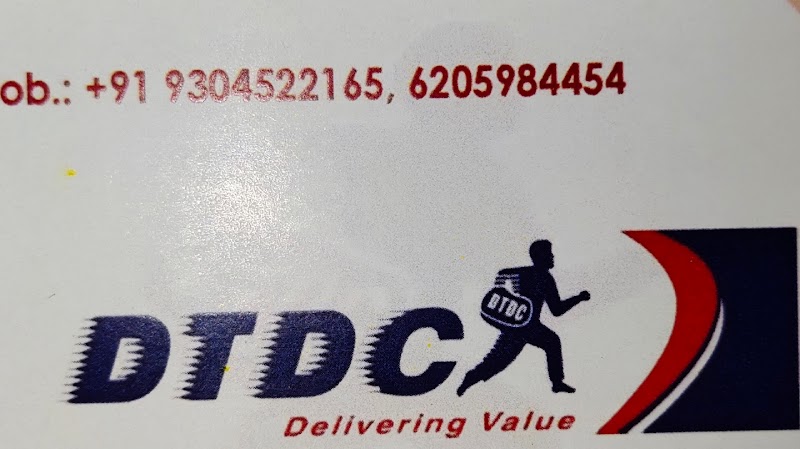 ob.: +91 9304522165, 6205984454
DTDC
DTDC
Delivering Value